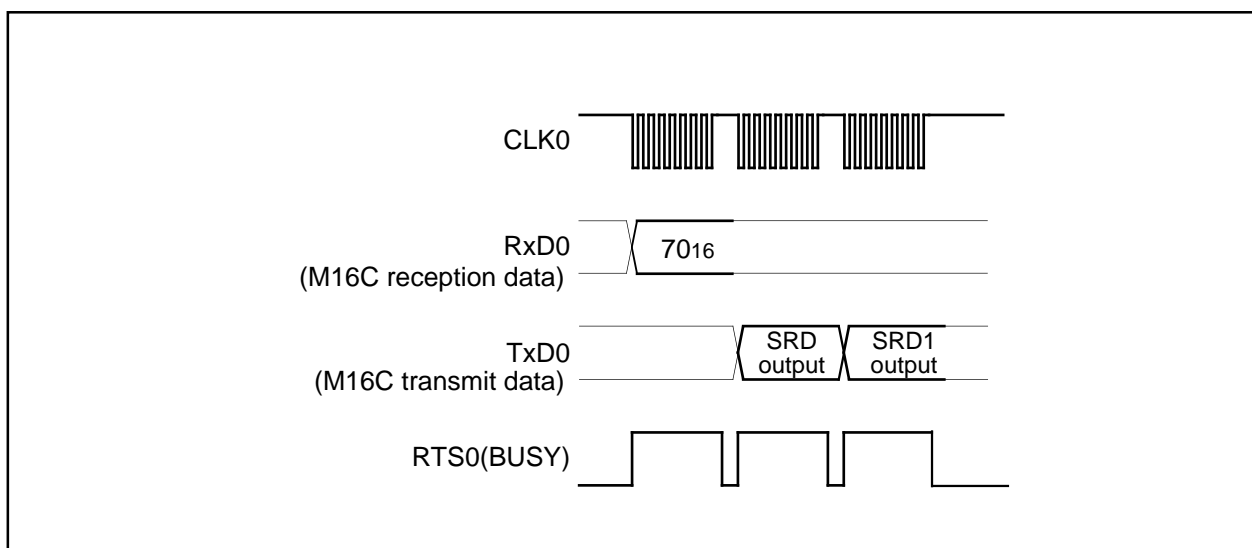 CLK0
RxD0
(M16C reception data)
7016
TxD0
(M16C transmit data)
SRD
output
SRD1
output
RTS0(BUSY)